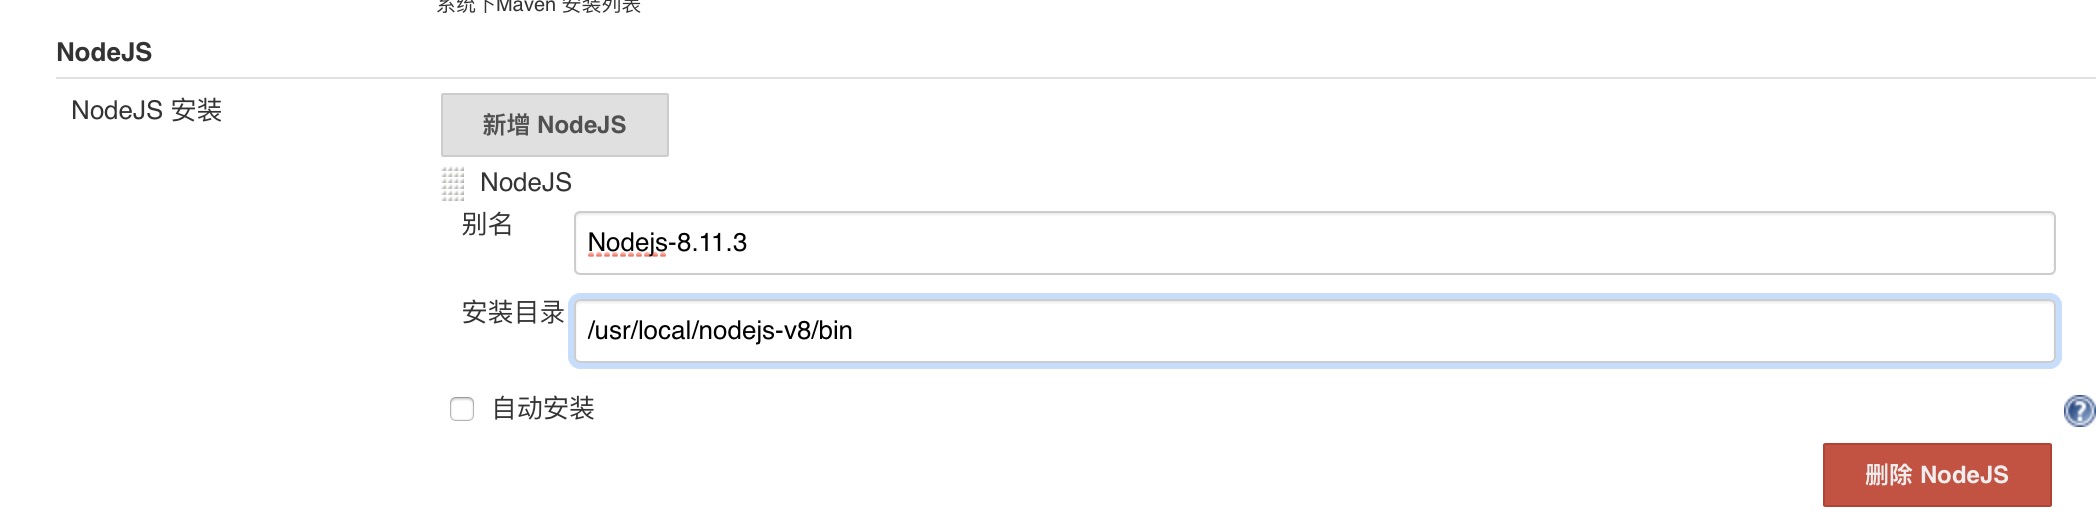 系统下Maven 安装列表
NodeJS
NodeJS 安装
新增 NodeJS
NodeJS
别名
Nodejs-8.11.3
安装目录
/usr/local/nodejs-v8/bin
自动安装
?
删除 NodeJS